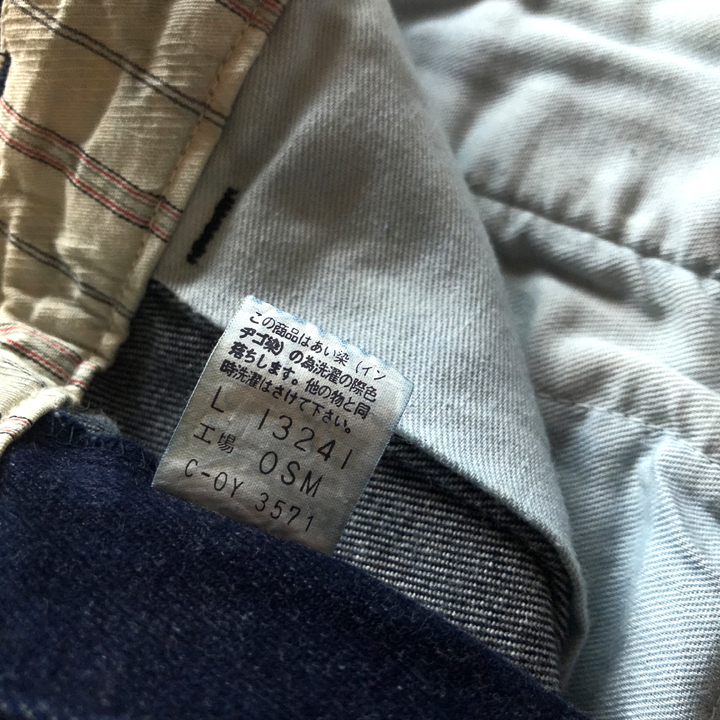 この商品はあい染(イン
ヂゴ染)の為洗濯の際色
落ちします。他の物と同
時洗濯はさけて下さい。
L 13241
工場 OSM
C-OY 3571